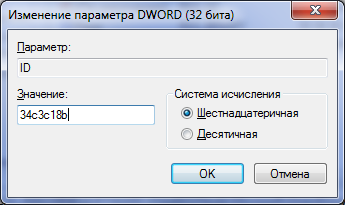 Изменение параметра DWORD (32 бита)
Параметр:
ID
Значение:
34c3c18b
Система исчисления
Шестнадцатеричная
Десятичная
OK
Отмена